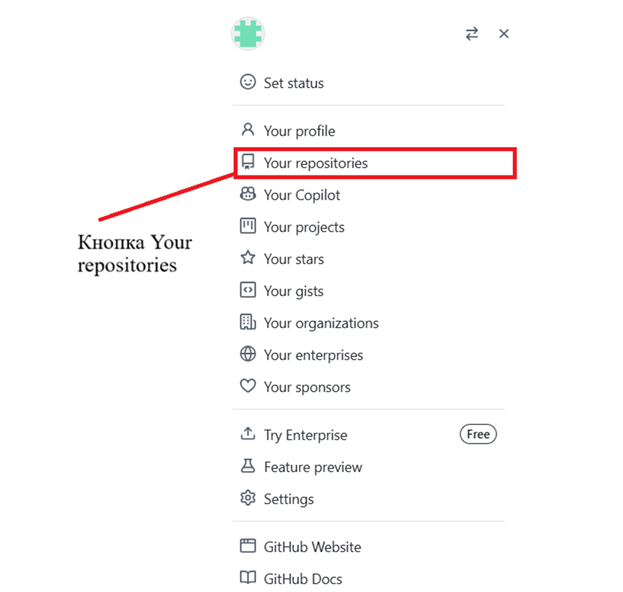 Set status
Your profile
Your repositories
Your Copilot
Кнопка Your
repositories
Your projects
Your stars
Your gists
Your organizations
Your enterprises
Your sponsors
Try Enterprise Free
Feature preview
Settings
GitHub Website
GitHub Docs